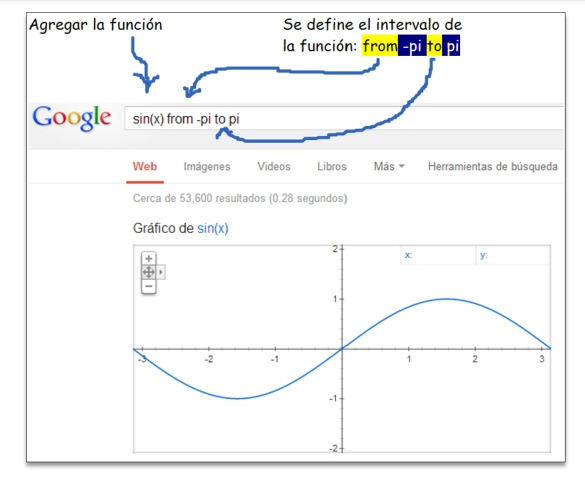 Agregar la función
Se define el intervalo de
la función: from -pi to pi
Google
sin(x) from -pi to pi
Web Imágenes Videos Libros Más Herramientas de búsqueda
Cerca de 53,600 resultados (0.28 segundos)
Gráfico de sin(x)
x: y:
2
1
-3 -2 -1 1 2 3
-1
-2